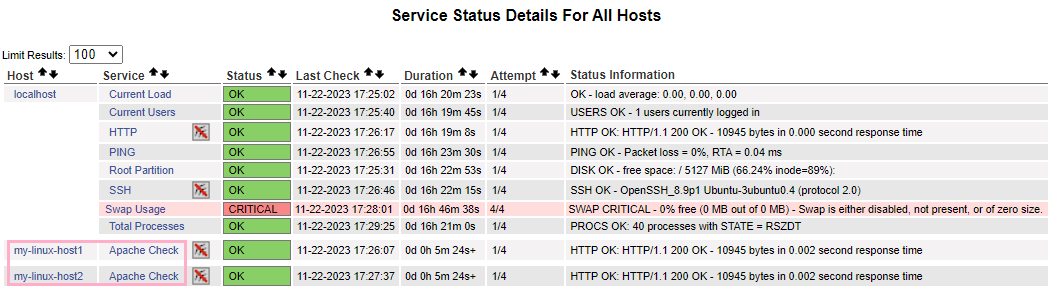 Service Status Details For All Hosts
Limit Results: 100
Host Service Status Last Check Duration Attempt Status Information
localhost Current Load OK 11-22-2023 17:25:02 0d 16h 20m 23s 1/4 OK - load average: 0.00, 0.00, 0.00
Current Users OK 11-22-2023 17:25:40 0d 16h 19m 45s 1/4 USERS OK - 1 users currently logged in
HTTP OK 11-22-2023 17:26:17 0d 16h 19m 8s 1/4 HTTP OK: HTTP/1.1 200 OK - 10945 bytes in 0.000 second response time
PING OK 11-22-2023 17:26:55 0d 16h 23m 30s 1/4 PING OK - Packet loss = 0%, RTA = 0.04 ms
Root Partition OK 11-22-2023 17:25:31 0d 16h 22m 53s 1/4 DISK OK - free space: / 5127 MiB (66.24% inode=89%):
SSH OK 11-22-2023 17:26:46 0d 16h 22m 15s 1/4 SSH OK - OpenSSH_8.9p1 Ubuntu-3ubuntu0.4 (protocol 2.0)
Swap Usage CRITICAL 11-22-2023 17:28:01 0d 16h 46m 38s 4/4 SWAP CRITICAL - 0% free (0 MB out of 0 MB) - Swap is either disabled, not present, or of zero size.
Total Processes OK 11-22-2023 17:29:25 0d 16h 21m 0s 1/4 PROCS OK: 40 processes with STATE = RSZDT
my-linux-host1 Apache Check OK 11-22-2023 17:26:07 0d 0h 5m 24s+ 1/4 HTTP OK: HTTP/1.1 200 OK - 10945 bytes in 0.002 second response time
my-linux-host2 Apache Check OK 11-22-2023 17:27:37 0d 0h 5m 24s+ 1/4 HTTP OK: HTTP/1.1 200 OK - 10945 bytes in 0.002 second response time